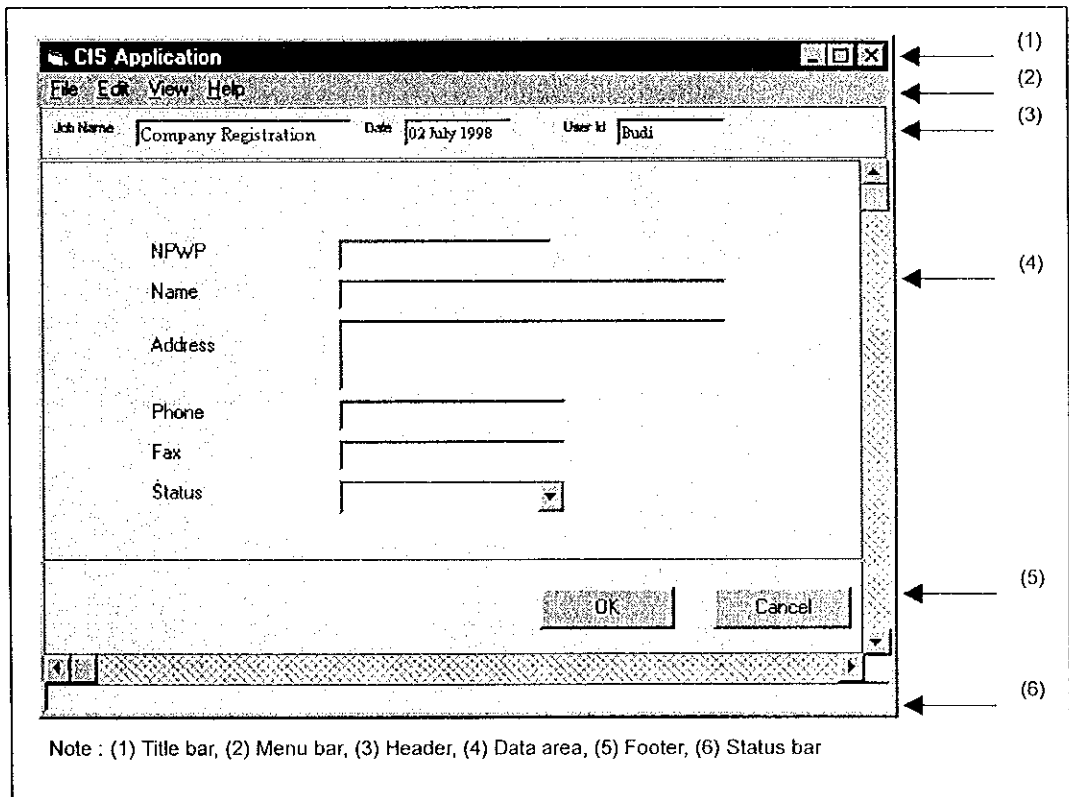 CIS Application
(1)
File Edit View Help
(2)
Job Name Company Registration Date 02 July 1998 User Id Budi
(3)
NPWP
Name
(4)
Address
Phone
Fax
Status
(5)
OK Cancel
(6)
Note : (1) Title bar, (2) Menu bar, (3) Header, (4) Data area, (5) Footer, (6) Status bar